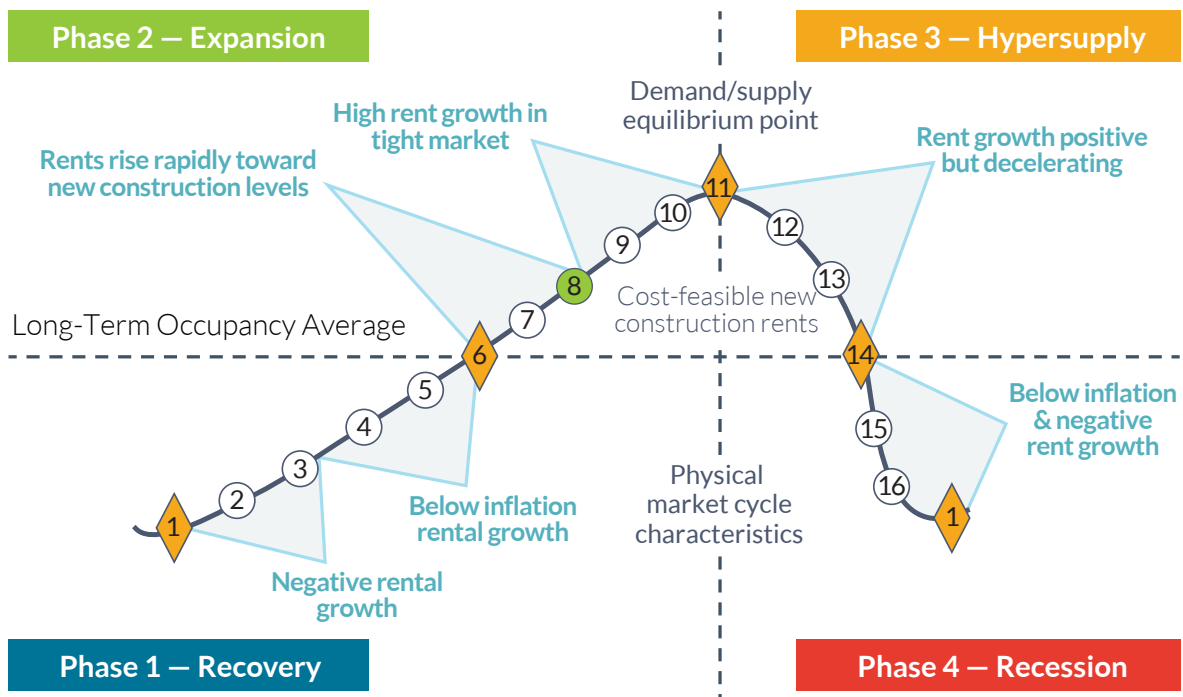 Phase 2 — Expansion
Phase 3 — Hypersupply
Demand/supply
equilibrium point
High rent growth in
tight market
Rent growth positive
but decelerating
Rents rise rapidly toward
new construction levels
11
10
12
9
13
8
Cost-feasible new
construction rents
7
Long-Term Occupancy Average
6
14
5
Below inflation
& negative
rent growth
4
15
3
Physical
market cycle
characteristics
16
2
Below inflation
rental growth
1
1
Negative rental
growth
Phase 1 — Recovery
Phase 4 — Recession